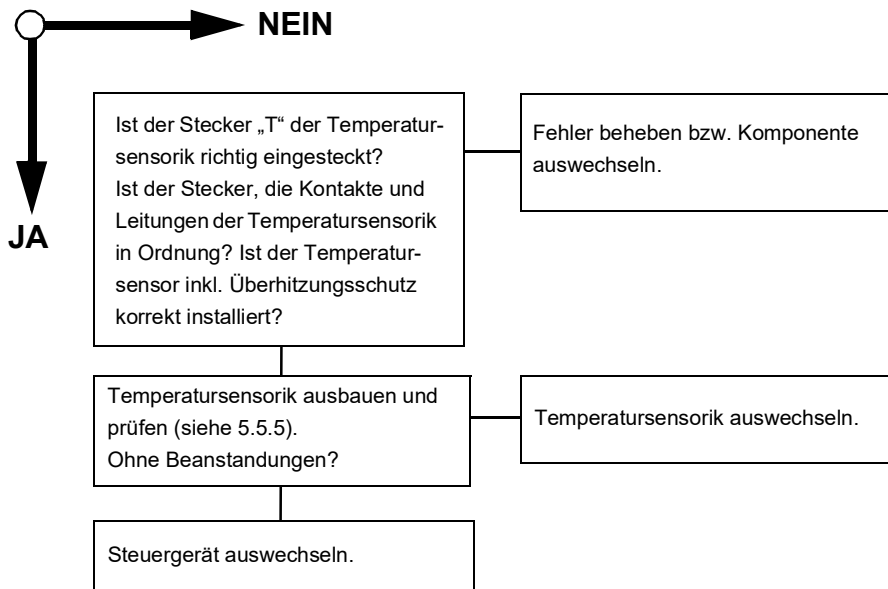 NEIN
JA
Ist der Stecker „T“ der Temperatur-
sensorik richtig eingesteckt?
Ist der Stecker, die Kontakte und
Leitungen der Temperatursensorik
in Ordnung? Ist der Temperatur-
sensor inkl. Überhitzungsschutz
korrekt installiert?
Fehler beheben bzw. Komponente
auswechseln.
Temperatursensorik ausbauen und
prüfen (siehe 5.5.5).
Ohne Beanstandungen?
Temperatursensorik auswechseln.
Steuergerät auswechseln.